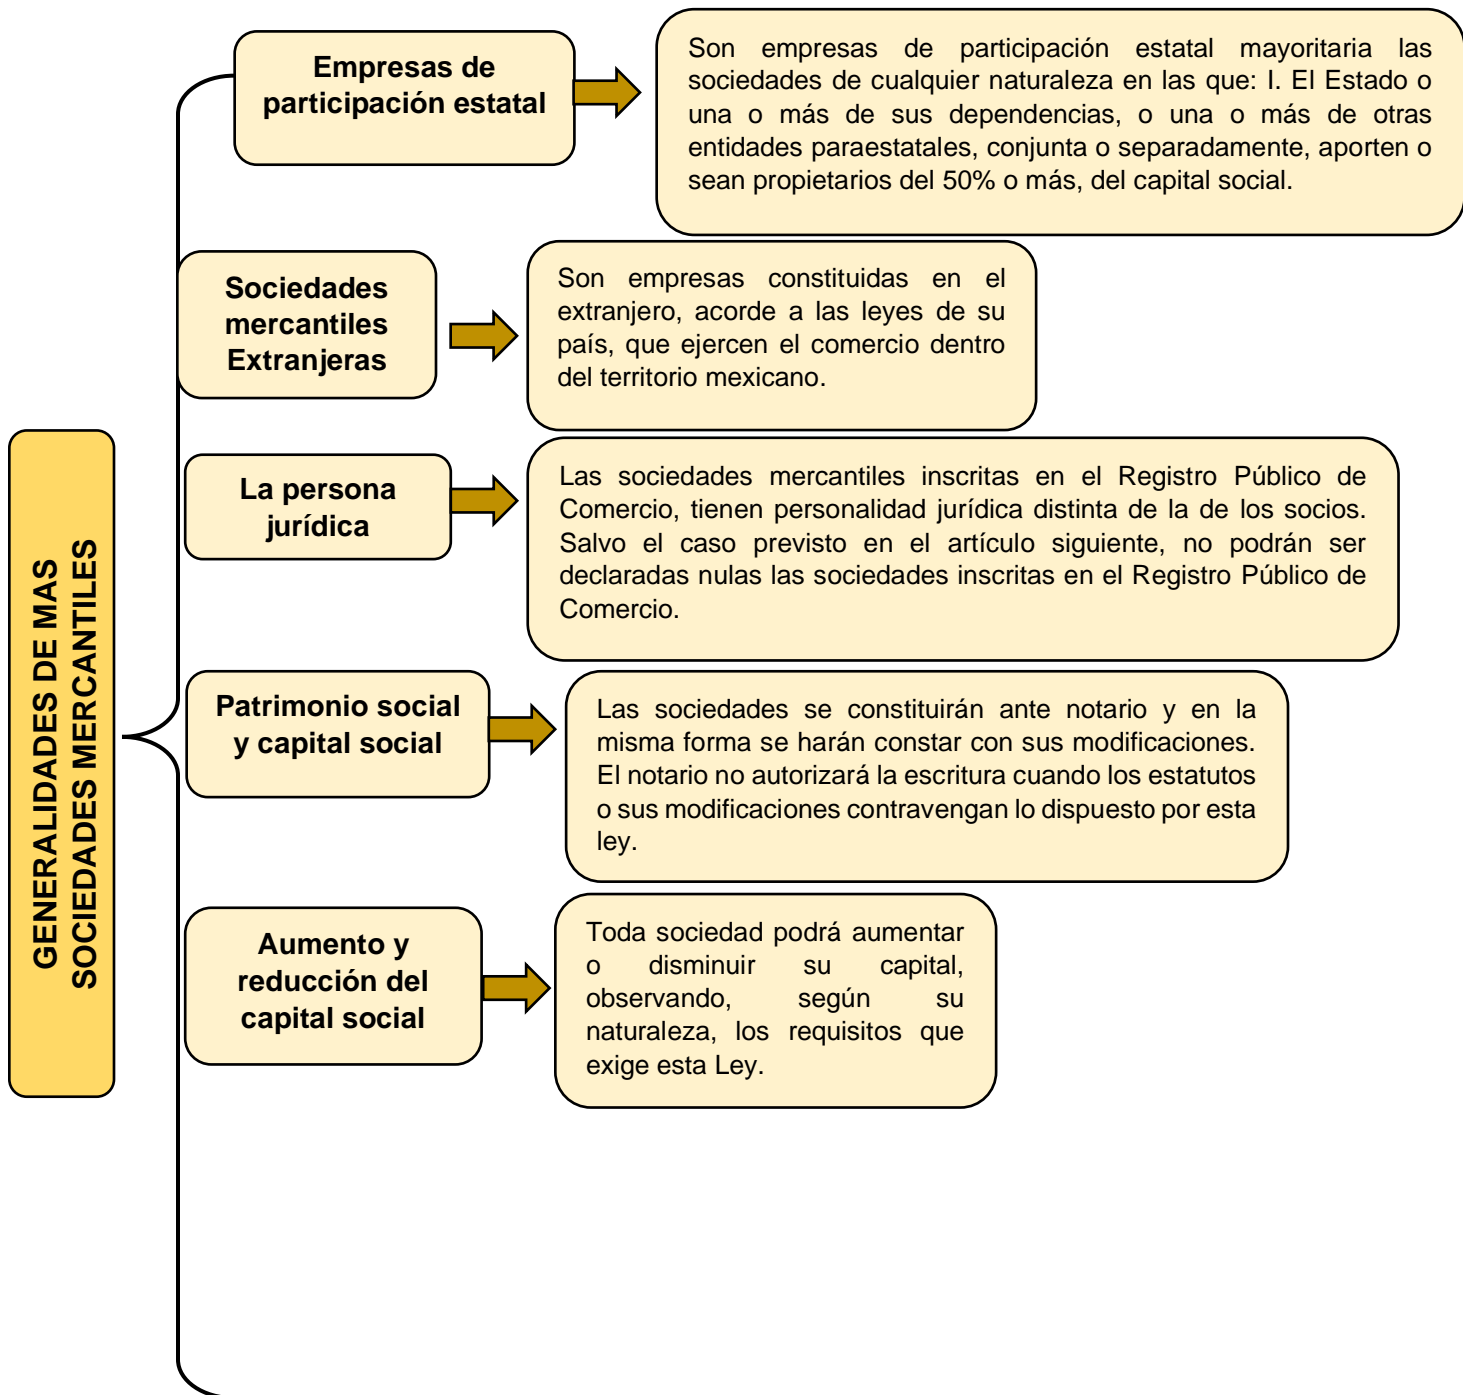 GENERALIDADES DE MAS
SOCIEDADES MERCANTILES
Empresas de
participación estatal
Son empresas de participación estatal mayoritaria las
sociedades de cualquier naturaleza en las que: I. El Estado o
una o más de sus dependencias, o una o más de otras
entidades paraestatales, conjunta o separadamente, aporten o
sean propietarios del 50% o más, del capital social.
Sociedades
mercantiles
Extranjeras
Son empresas constituidas en el
extranjero, acorde a las leyes de su
país, que ejercen el comercio dentro
del territorio mexicano.
La persona
jurídica
Las sociedades mercantiles inscritas en el Registro Público de
Comercio, tienen personalidad jurídica distinta de la de los socios.
Salvo el caso previsto en el artículo siguiente, no podrán ser
declaradas nulas las sociedades inscritas en el Registro Público de
Comercio.
Patrimonio social
y capital social
Las sociedades se constituirán ante notario y en la
misma forma se harán constar con sus modificaciones.
El notario no autorizará la escritura cuando los estatutos
o sus modificaciones contravengan lo dispuesto por esta
ley.
Aumento y
reducción del
capital social
Toda sociedad podrá aumentar
o disminuir su capital,
observando, según su
naturaleza, los requisitos que
exige esta Ley.